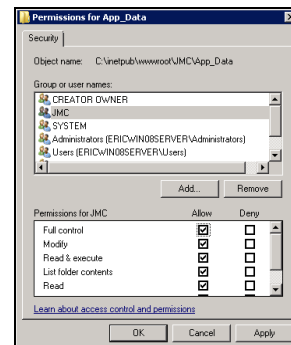 Permissions for App_Data
Security
Object name: C:\inetpub\wwwroot\JMC\App_Data
Group or user names:
CREATOR OWNER
JMC
SYSTEM
Administrators (ERICWIN08SERVER\Administrators)
Users (ERICWIN08SERVER\Users)
Add... Remove
Permissions for JMC Allow Deny
Full control
Modify
Read & execute
List folder contents
Read
Learn about access control and permissions
OK Cancel Apply